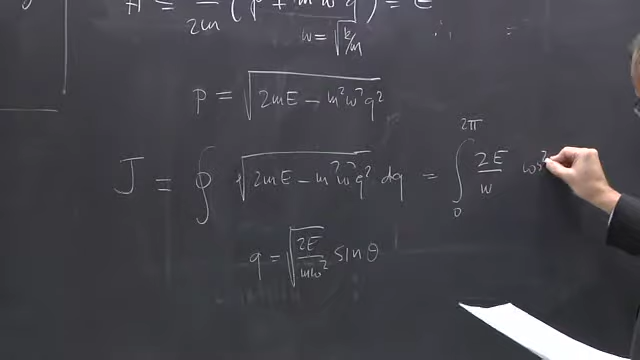 H = 1/2m (p² + m²ω²q²) = E
ω = √k/m
p = √2mE − m²ω²q²
J ≡ ∮ √2mE − m²ω²q² dq = ∫₀^2π 2E/ω cos²
q = √2E/mω² sin θ